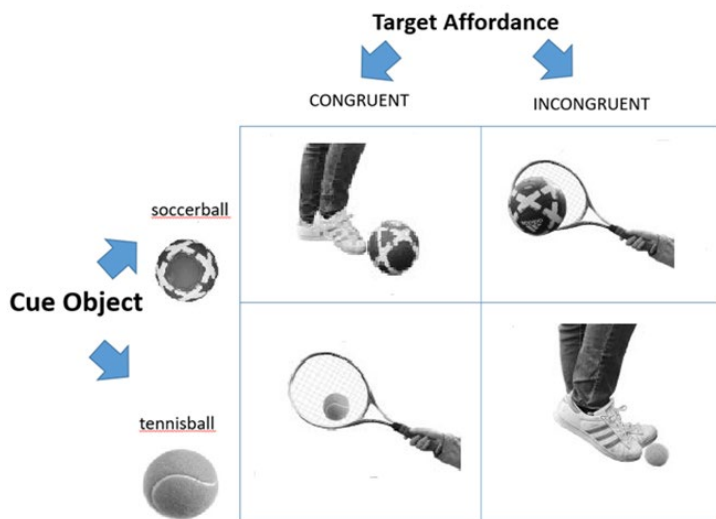 Target Affordance
CONGRUENT
INCONGRUENT
soccerball
Cue Object
tennisball